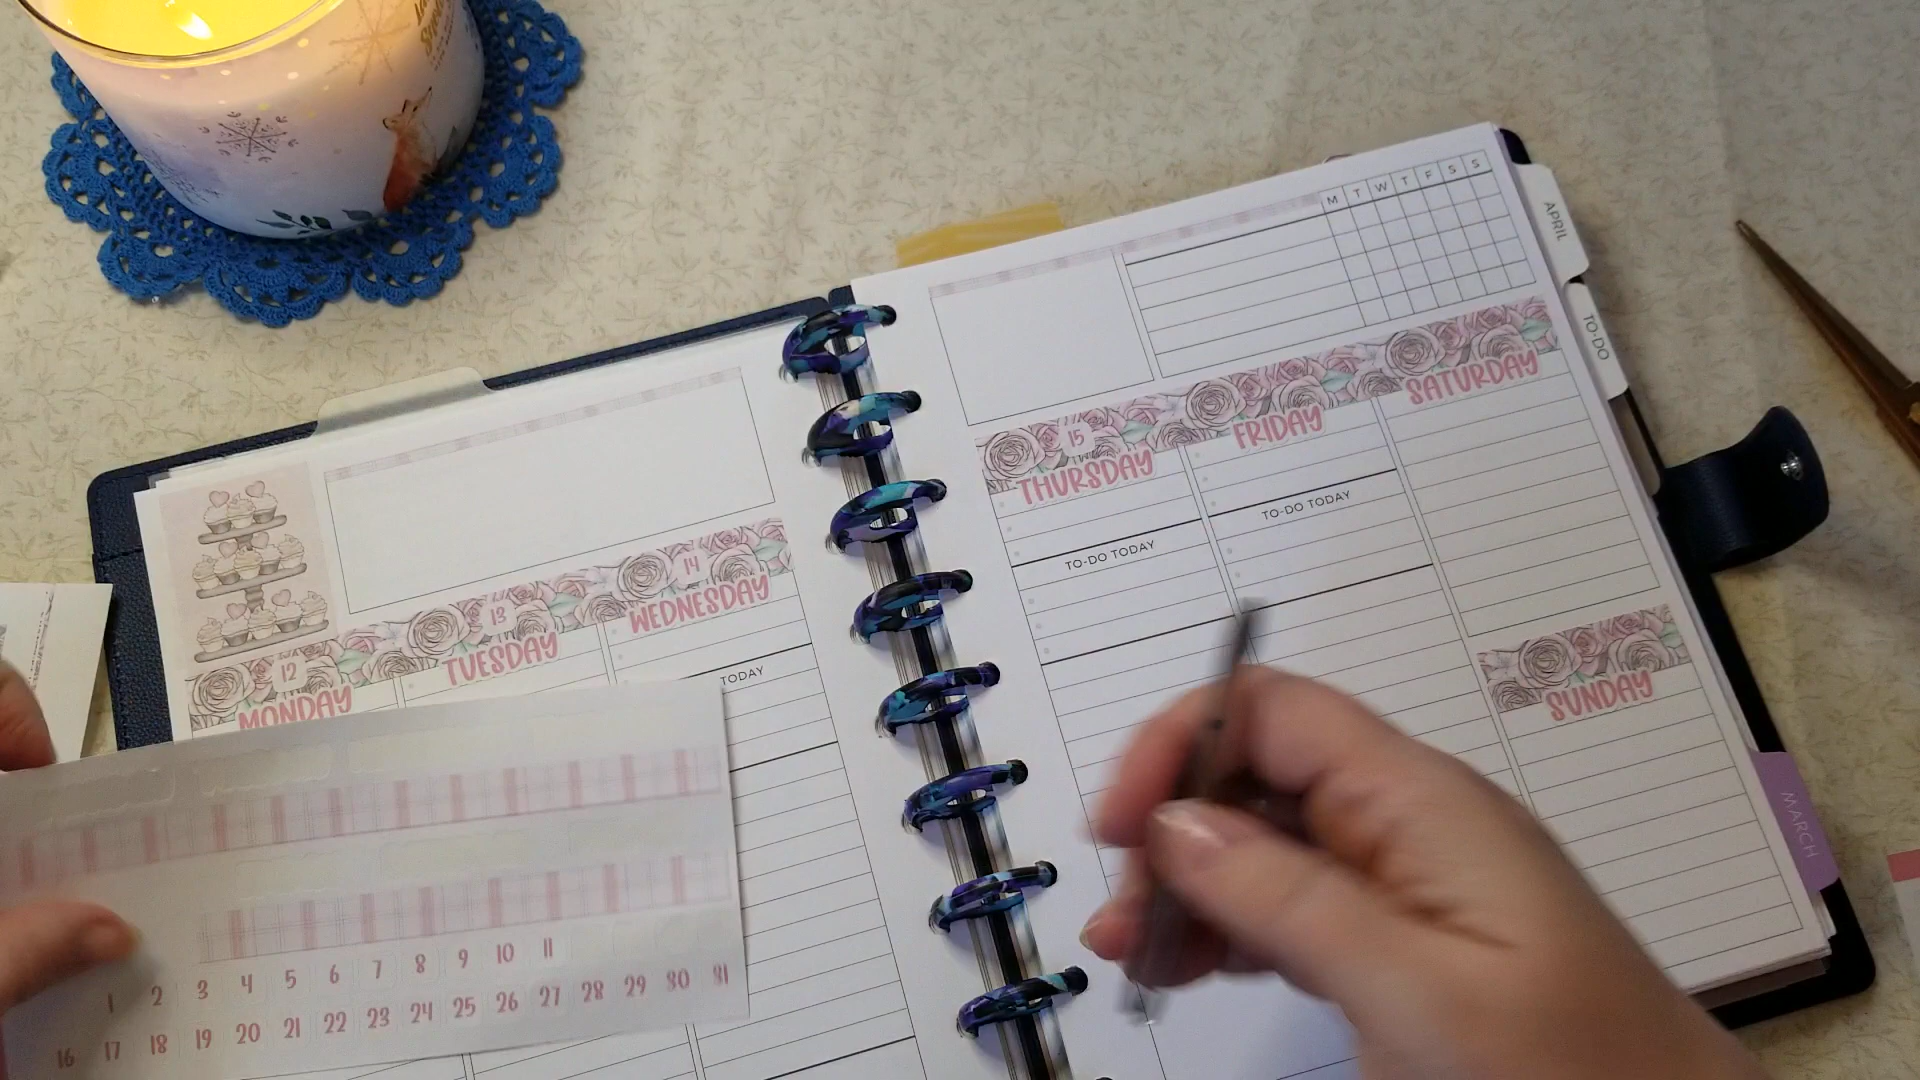 M T W T F S S
APRIL
TO-DO
MARCH
12
MONDAY
13
TUESDAY
14
WEDNESDAY
TODAY
15
THURSDAY
TO-DO TODAY
FRIDAY
TO-DO TODAY
SATURDAY
SUNDAY
1 2 3 4 5 6 7 8 9 10 11
16 17 18 19 20 21 22 23 24 25 26 27 28 29 30 31